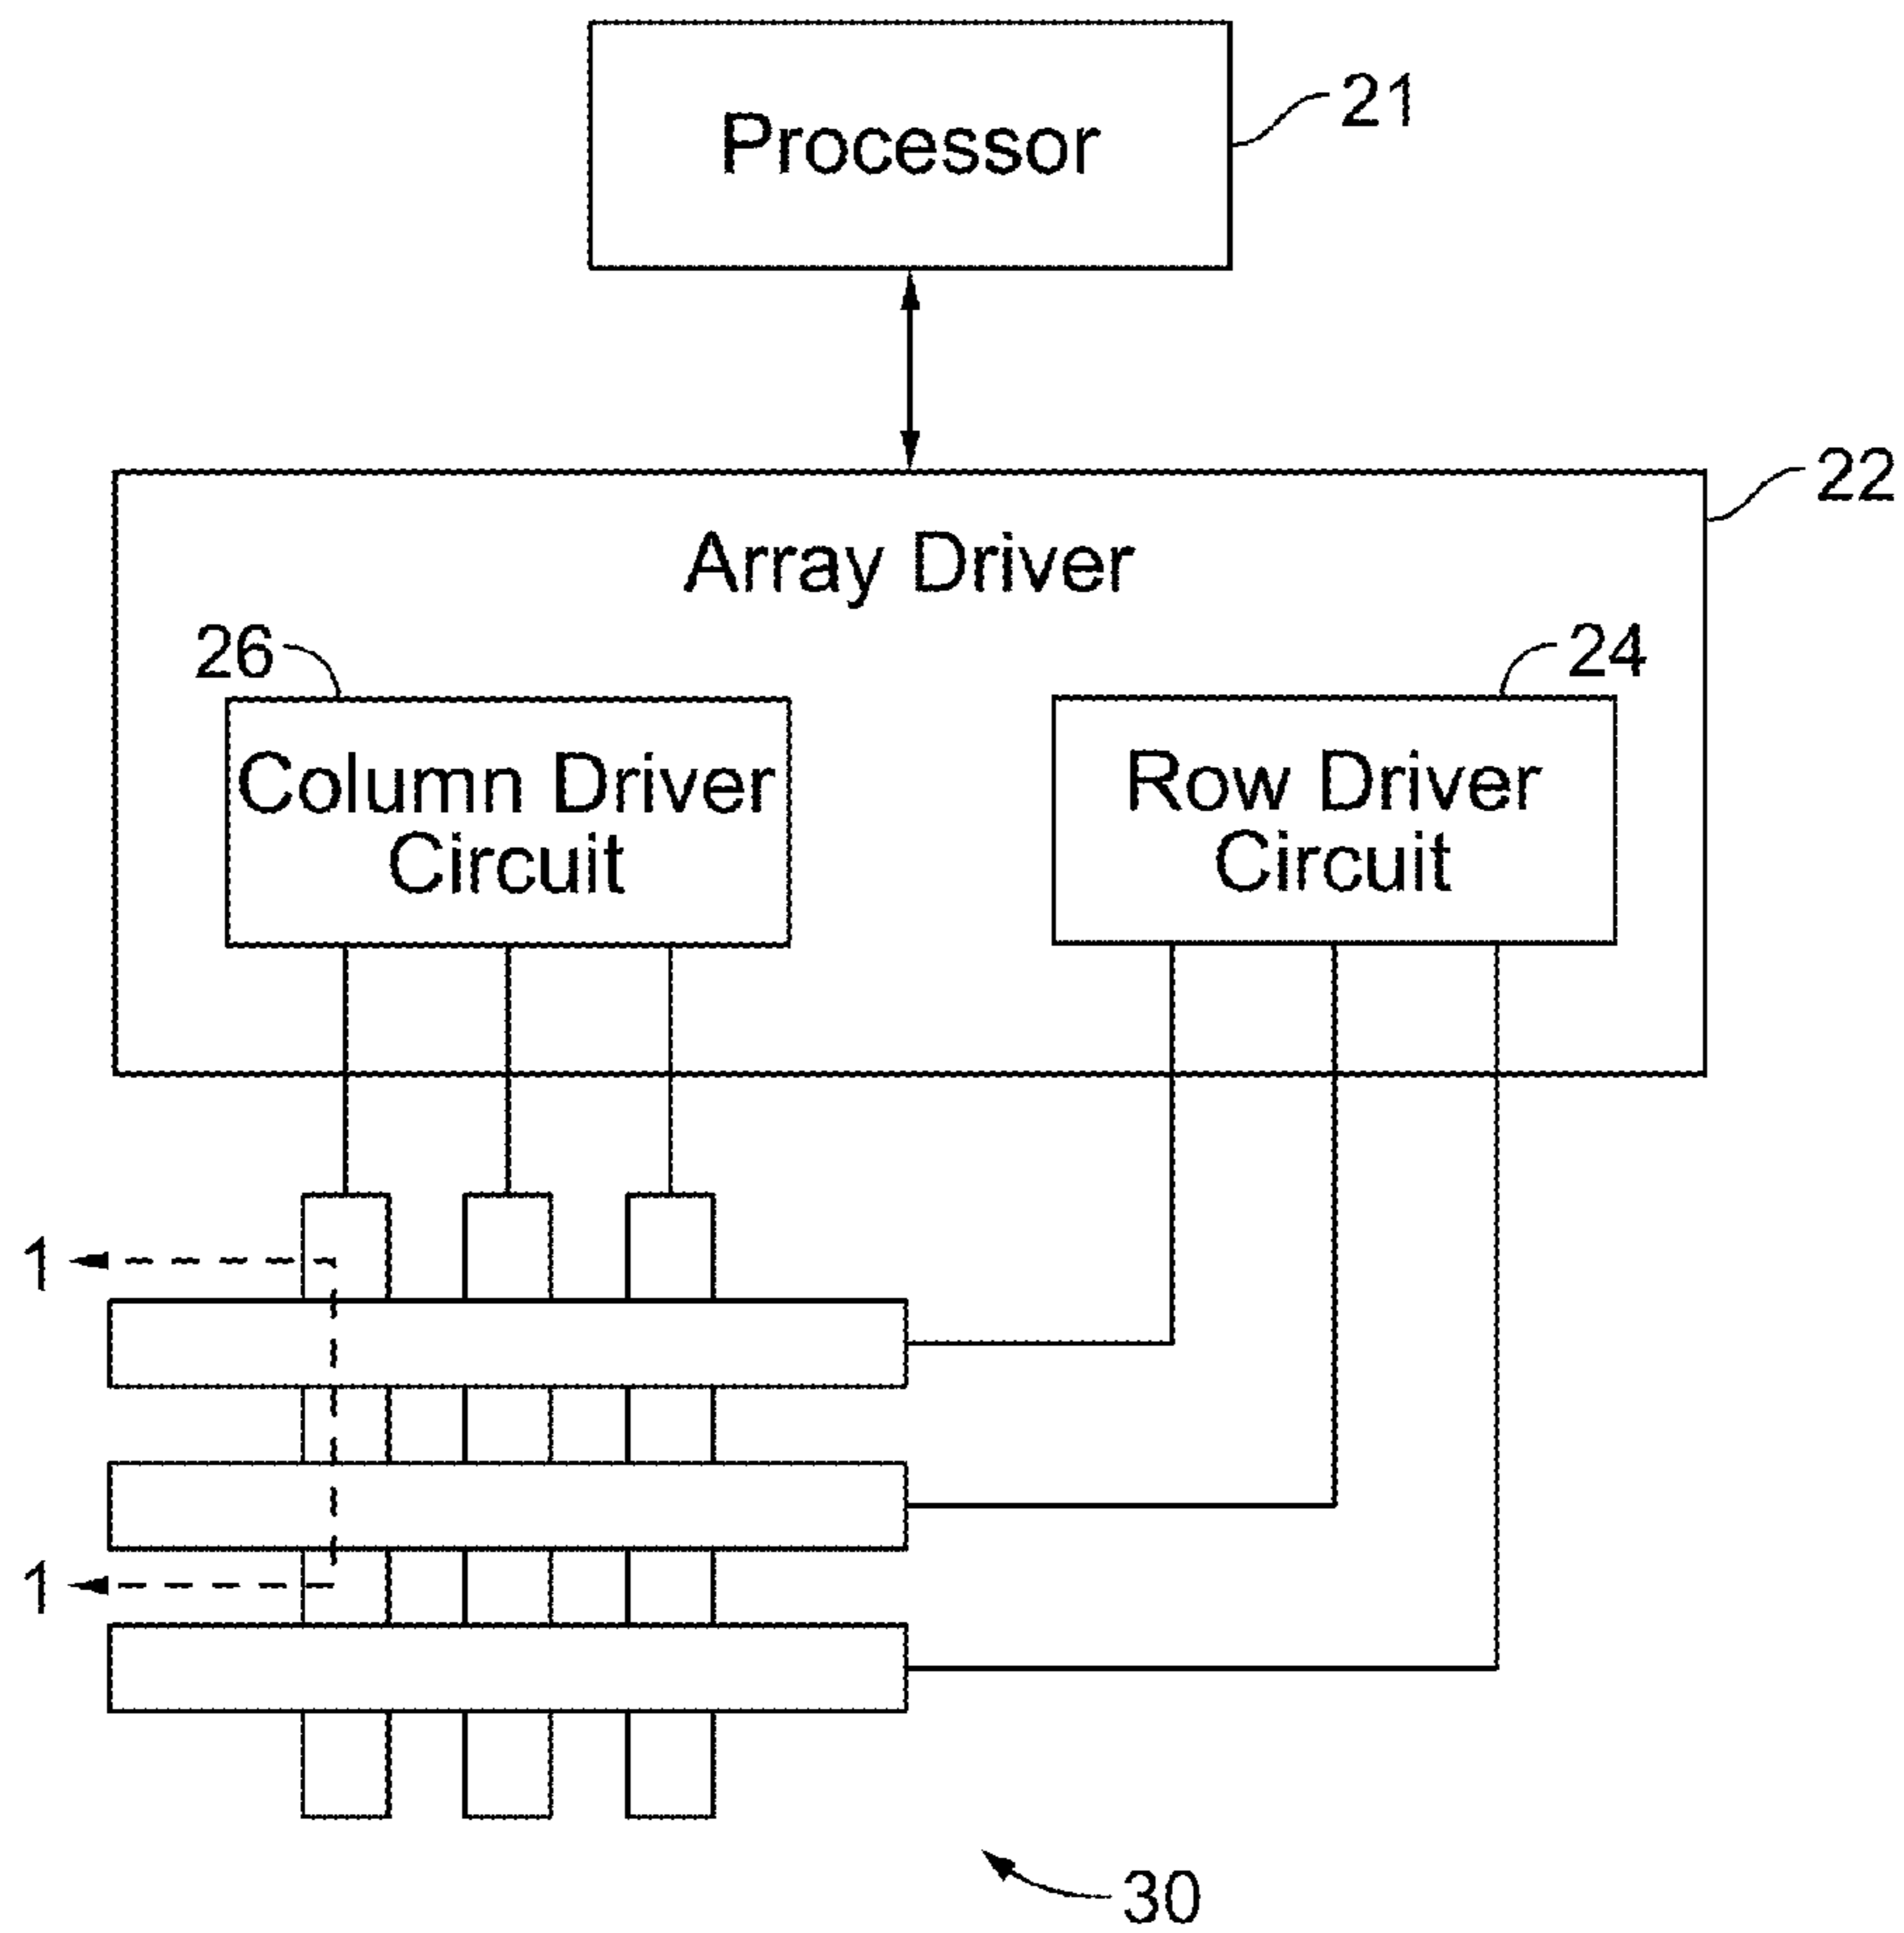 Processor
21
22
Array Driver
26
24
Column Driver
Circuit
Row Driver
Circuit
1
1
30